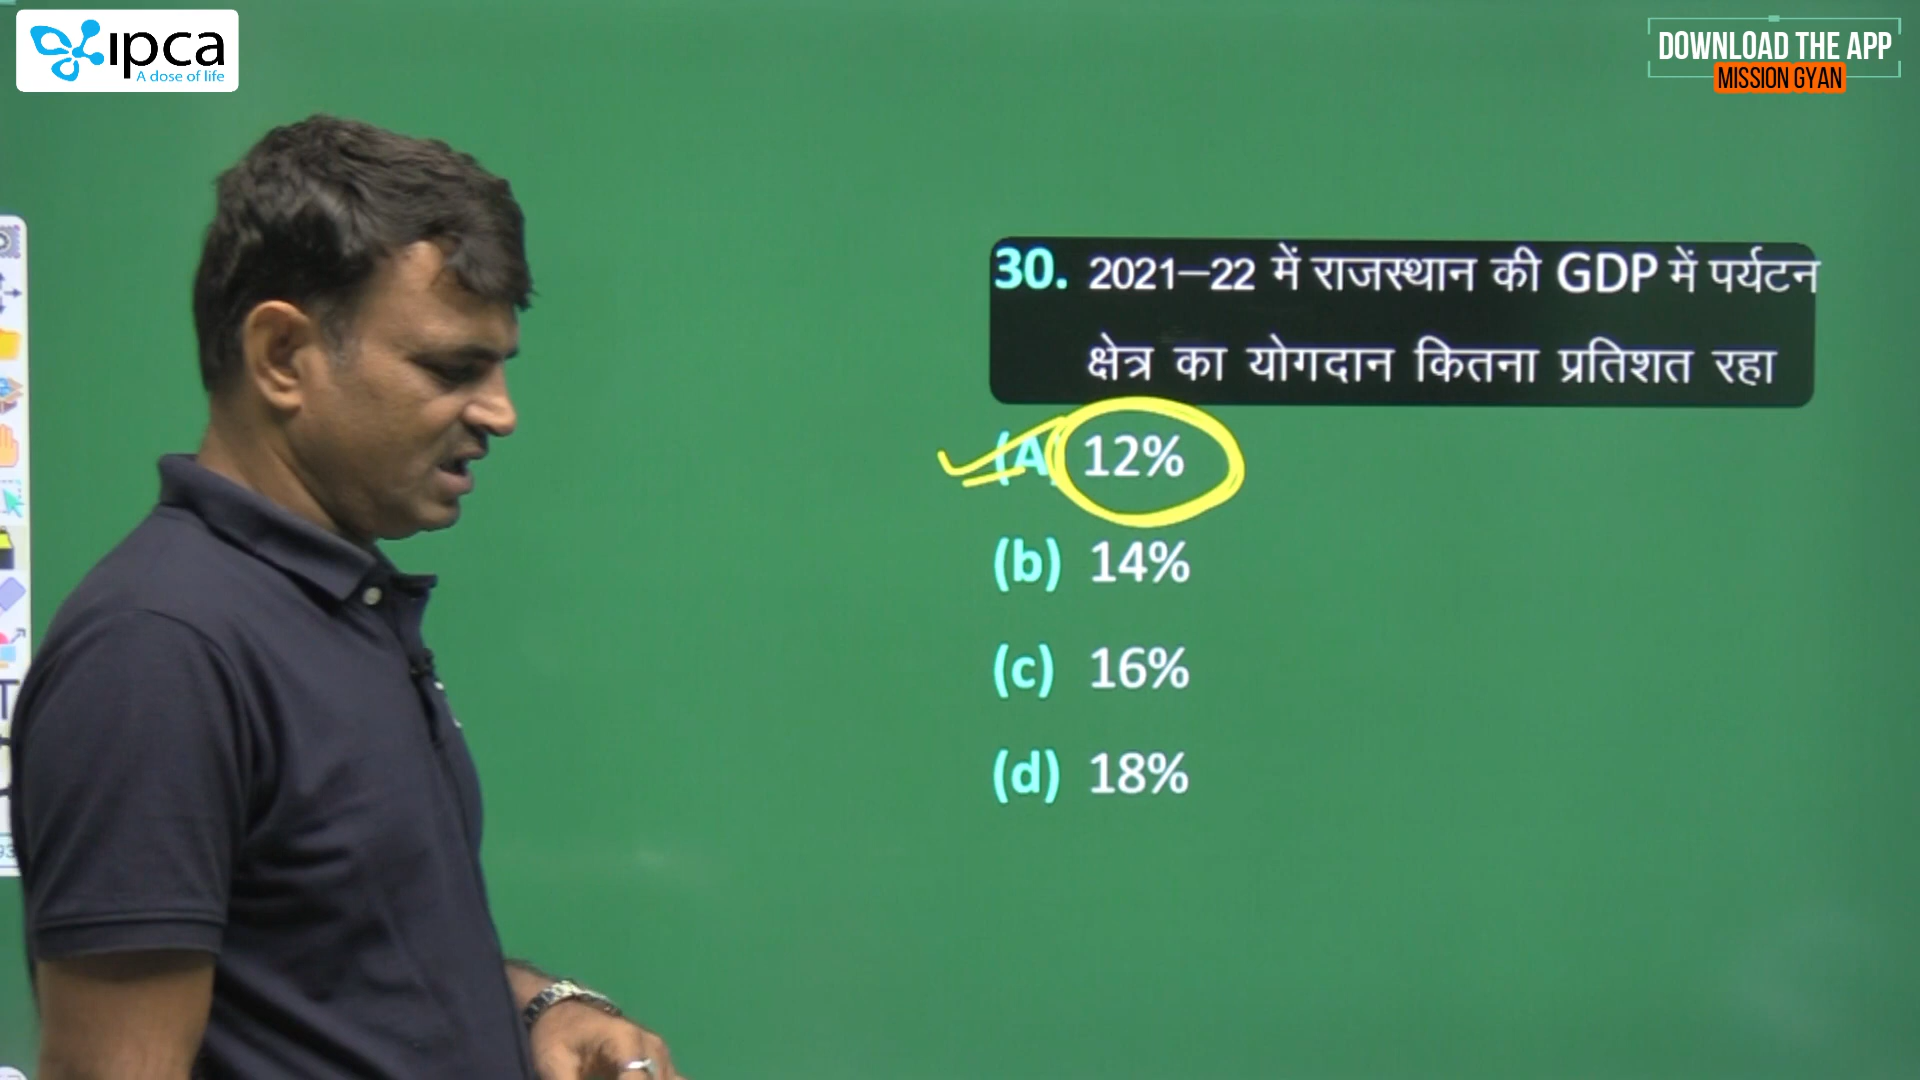 ipca
A dose of life
DOWNLOAD THE APP
MISSION GYAN
30. 2021–22 में राजस्थान की GDP में पर्यटन
क्षेत्र का योगदान कितना प्रतिशत रहा
(A) 12%
(b) 14%
(c) 16%
(d) 18%